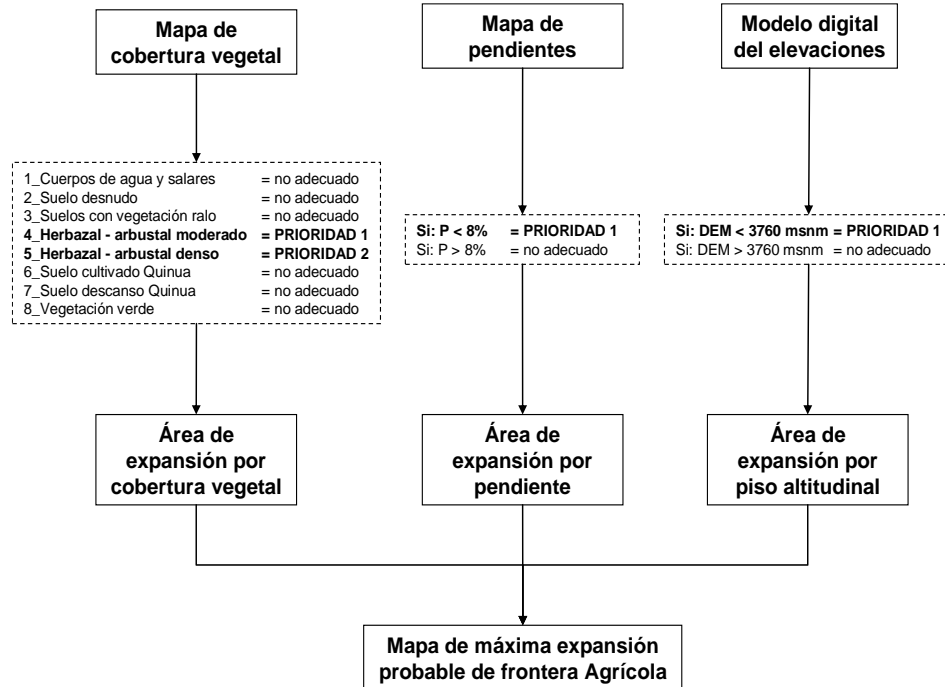 Mapa de
cobertura vegetal
Mapa de
pendientes
Modelo digital
del elevaciones
1_Cuerpos de agua y salares = no adecuado
2_Suelo desnudo = no adecuado
3_Suelos con vegetación ralo = no adecuado
4_Herbazal - arbustal moderado = PRIORIDAD 1
5_Herbazal - arbustal denso = PRIORIDAD 2
6_Suelo cultivado Quinua = no adecuado
7_Suelo descanso Quinua = no adecuado
8_Vegetación verde = no adecuado
Si: P < 8% = PRIORIDAD 1
Si: P > 8% = no adecuado
Si: DEM < 3760 msnm = PRIORIDAD 1
Si: DEM > 3760 msnm = no adecuado
Área de
expansión por
cobertura vegetal
Área de
expansión por
pendiente
Área de
expansión por
piso altitudinal
Mapa de máxima expansión
probable de frontera Agrícola